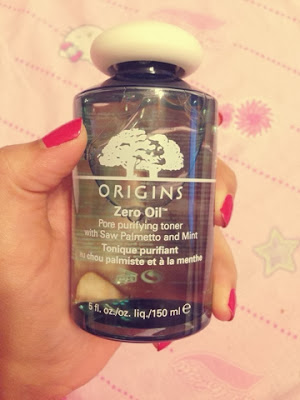 ORIGINS
Zero Oil™
Pore purifying toner
with Saw Palmetto and Mint
Tonique purifiant
au chou palmiste et à la menthe
5 fl. oz./oz. liq./150 ml ℮